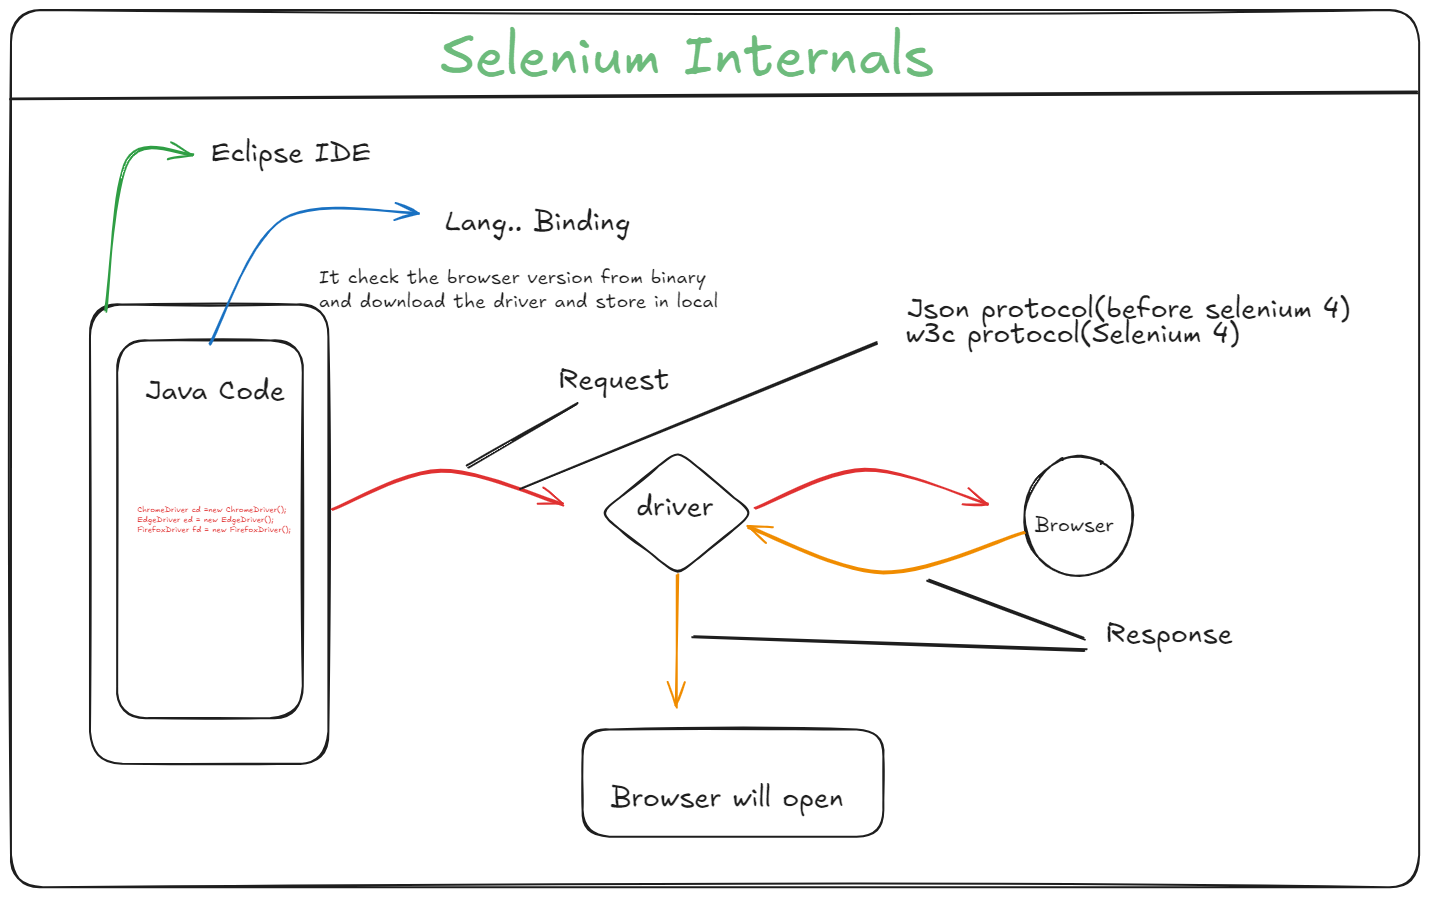 Selenium Internals
Eclipse IDE
Lang.. Binding
It check the browser version from binary
and download the driver and store in local
Json protocol(before selenium 4)
w3c protocol(Selenium 4)
Request
Java Code
ChromeDriver cd =new ChromeDriver();
EdgeDriver ed = new EdgeDriver();
FirefoxDriver fd = new FirefoxDriver();
driver
Browser
Response
Browser will open